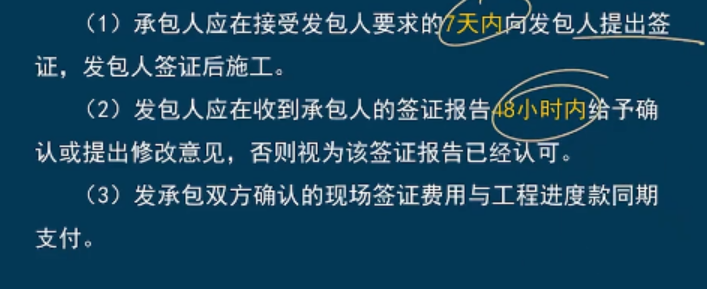 （1）承包人应在接受发包人要求的7天内向发包人提出签
证，发包人签证后施工。
（2）发包人应在收到承包人的签证报告48小时内给予确
认或提出修改意见，否则视为该签证报告已经认可。
（3）发承包双方确认的现场签证费用与工程进度款同期
支付。